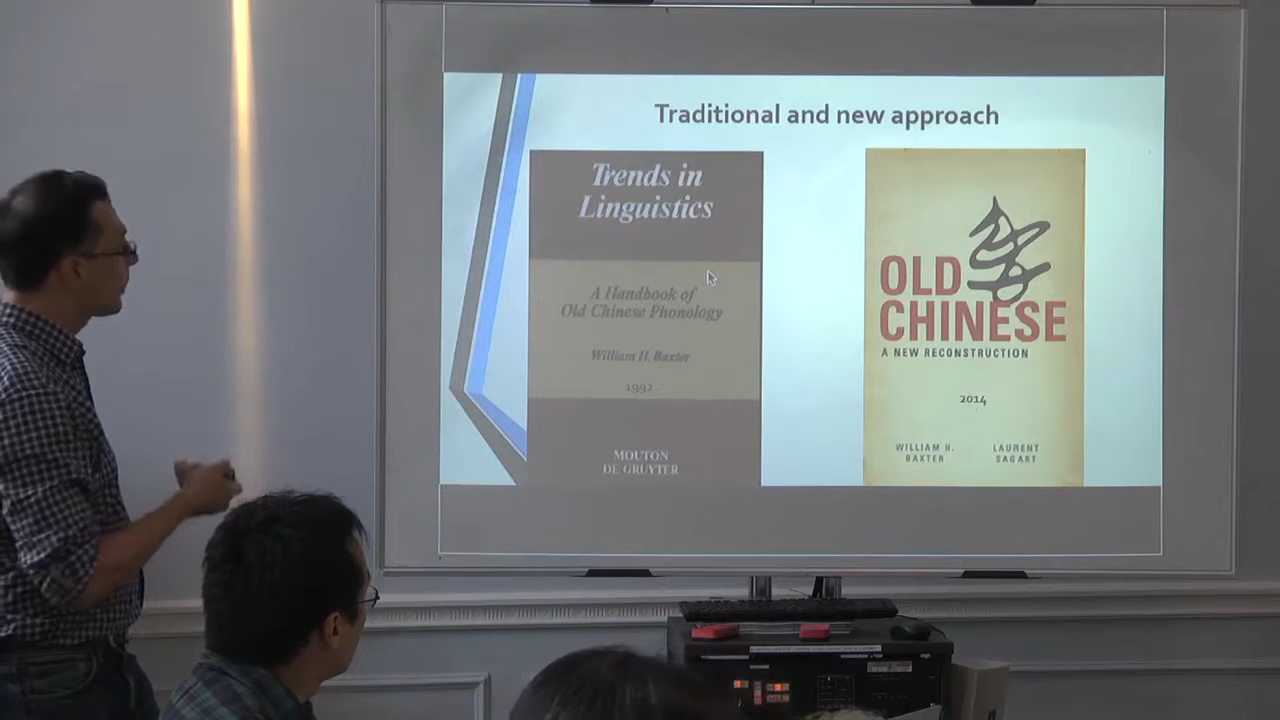 Traditional and new approach
Trends in
Linguistics
A Handbook of
Old Chinese Phonology
William H. Baxter
1992
MOUTON
DE GRUYTER
OLD
CHINESE
A NEW RECONSTRUCTION
2014
WILLIAM H.
BAXTER
LAURENT
SAGART